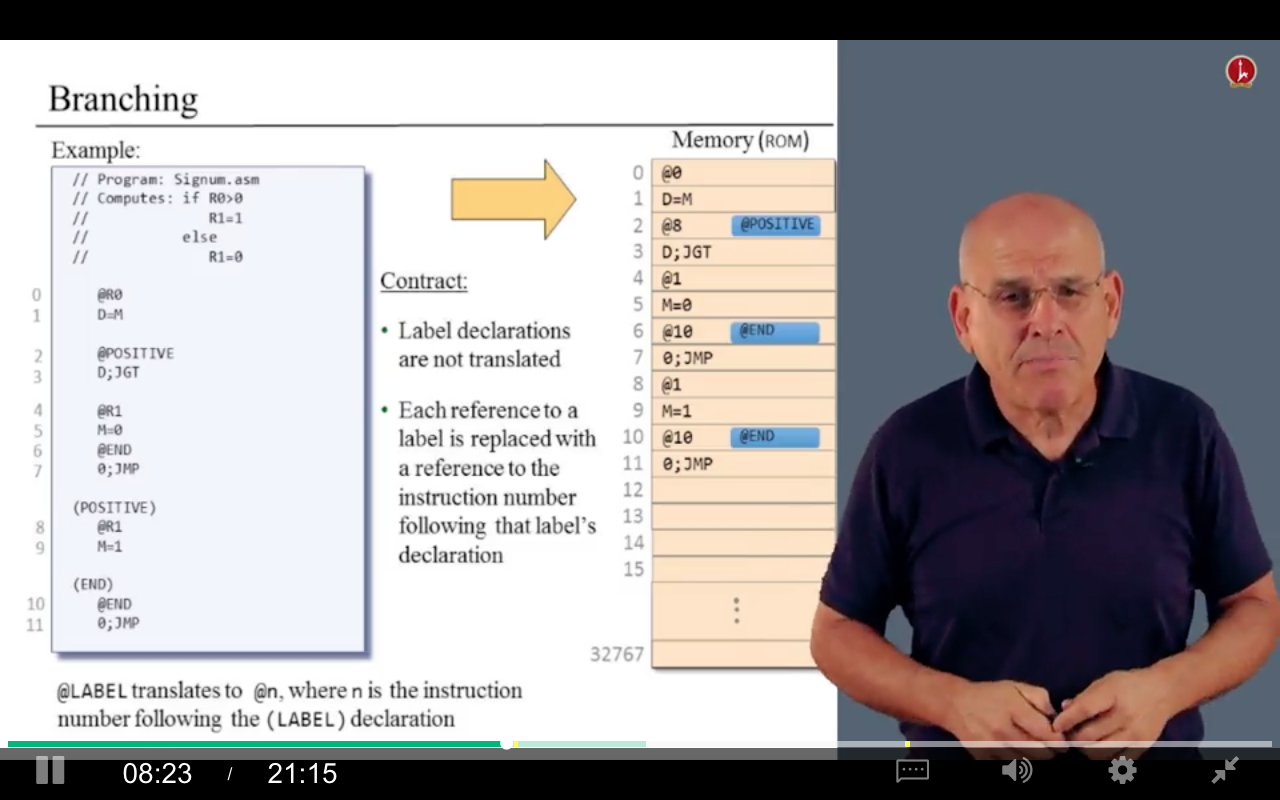 Branching
Example:
// Program: Signum.asm
// Computes: if R0>0
// R1=1
// else
// R1=0
0 @R0
1 D=M
2 @POSITIVE
3 D;JGT
4 @R1
5 M=0
6 @END
7 0;JMP
(POSITIVE)
8 @R1
9 M=1
(END)
10 @END
11 0;JMP
@LABEL translates to @n, where n is the instruction
number following the (LABEL) declaration
Contract:
• Label declarations
are not translated
• Each reference to a
label is replaced with
a reference to the
instruction number
following that label's
declaration
Memory (ROM)
0 @0
1 D=M
2 @8 @POSITIVE
3 D;JGT
4 @1
5 M=0
6 @10 @END
7 0;JMP
8 @1
9 M=1
10 @10 @END
11 0;JMP
12
13
14
15
32767
08:23 / 21:15